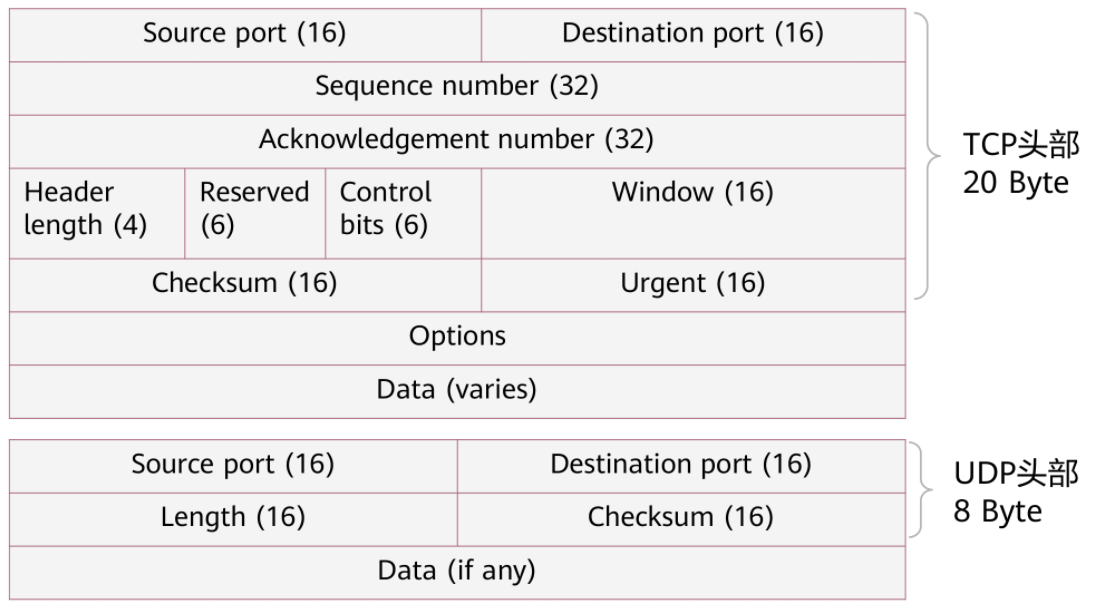 Source port (16)
Destination port (16)
Sequence number (32)
Acknowledgement number (32)
Header
length (4)
Reserved
(6)
Control
bits (6)
Window (16)
Checksum (16)
Urgent (16)
Options
Data (varies)
TCP头部
20 Byte
Source port (16)
Destination port (16)
Length (16)
Checksum (16)
Data (if any)
UDP头部
8 Byte